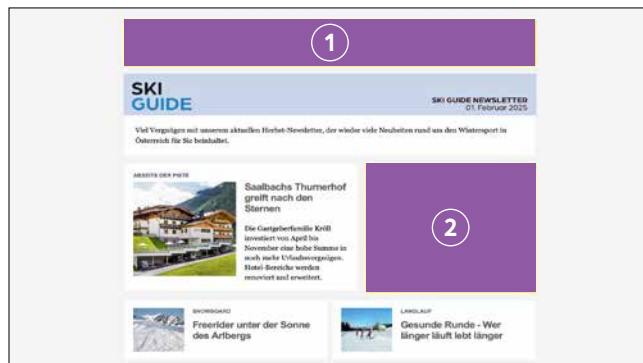 1
SKI
GUIDE
SKI GUIDE NEWSLETTER
01. Februar 2025
Viel Vergnügen mit unserem aktuellen Herbst-Newsletter, der wieder viele Neuheiten rund um den Wintersport in
Österreich für Sie beinhaltet.
ABSEITS DER PISTE
Saalbachs Thurnerhof
greift nach den
Sternen
Die Gastgeberfamilie Kröll
investiert von April bis
November eine hohe Summe in
noch mehr Urlaubsvergnügen.
Hotel-Bereiche werden
renoviert und erweitert.
2
SNOWBOARD
Freerider unter der Sonne
des Arlbergs
LANGLAUF
Gesunde Runde - Wer
länger läuft lebt länger